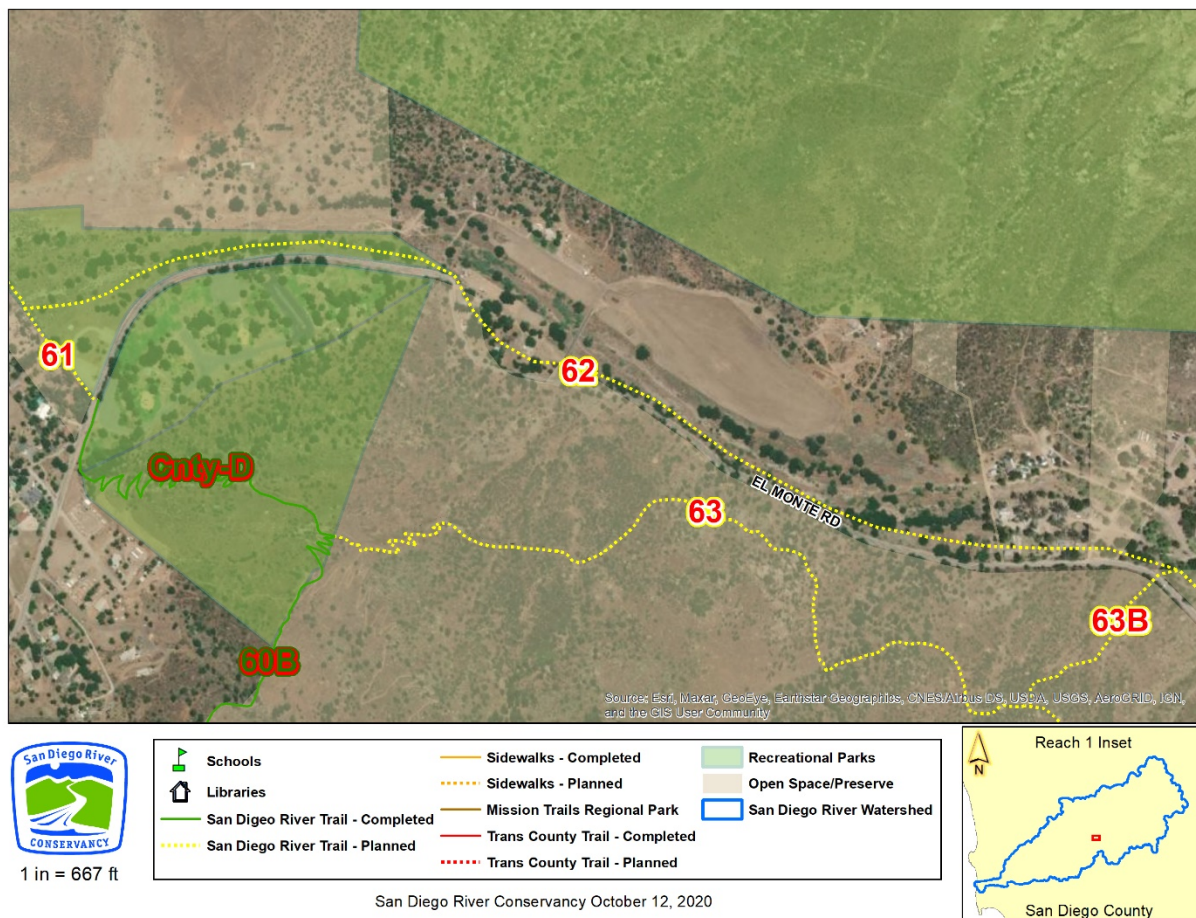 61
62
Cnty-D
EL MONTE RD
63
63B
60B
Source: Esri, Maxar, GeoEye, Earthstar Geographics, CNES/Airbus DS, USDA, USGS, AeroGRID, IGN,
and the GIS User Community
San Diego River
CONSERVANCY
1 in = 667 ft
Schools
Libraries
San Digeo River Trail - Completed
San Diego River Trail - Planned
Sidewalks - Completed
Sidewalks - Planned
Mission Trails Regional Park
Trans County Trail - Completed
Trans County Trail - Planned
Recreational Parks
Open Space/Preserve
San Diego River Watershed
San Diego River Conservancy October 12, 2020
Reach 1 Inset
N
San Diego County